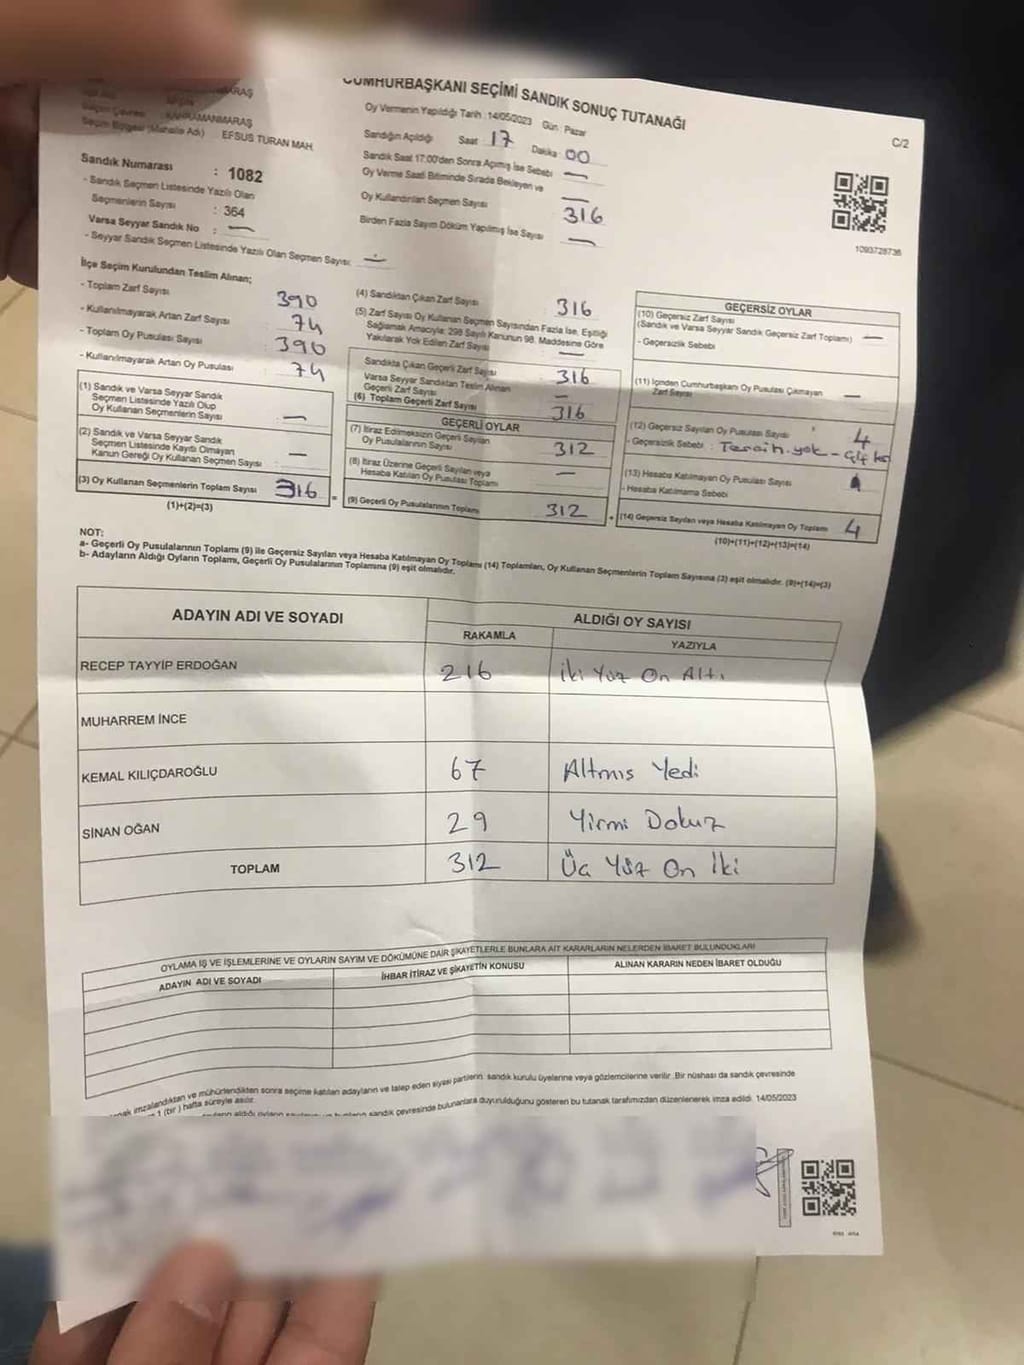 CUMHURBAŞKANI SEÇİMİ SANDIK SONUÇ TUTANAĞI
C/2
KAHRAMANMARAŞ
Seçim Bölgesi (Mahalle Adı) : EFSUS TURAN MAH.
Sandık Numarası : 1082
- Sandık Seçmen Listesinde Yazılı Olan
Seçmenlerin Sayısı : 364
Varsa Seyyar Sandık No : —
- Seyyar Sandık Seçmen Listesinde Yazılı Olan Seçmen Sayısı: —
Oy Vermenin Yapıldığı Tarih : 14/05/2023 Gün : Pazar
Sandığın Açıldığı Saat 17 Dakika 00
Sandık Saat 17:00'den Sonra Açılmış İse Sebebi —
Oy Verme Saati Bitiminde Sırada Bekleyen ve
Oy Kullandırılan Seçmen Sayısı 316
Birden Fazla Sayım Döküm Yapılmış İse Sayısı —
1093728736
İlçe Seçim Kurulundan Teslim Alınan;
- Toplam Zarf Sayısı : 390
- Kullanılmayarak Artan Zarf Sayısı : 74
- Toplam Oy Pusulası Sayısı : 390
- Kullanılmayarak Artan Oy Pusulası : 74
(1) Sandık ve Varsa Seyyar Sandık
Seçmen Listesinde Yazılı Olup
Oy Kullanan Seçmenlerin Sayısı —
(2) Sandık ve Varsa Seyyar Sandık
Seçmen Listesinde Kayıtlı Olmayan
Kanun Gereği Oy Kullanan Seçmen Sayısı —
(3) Oy Kullanan Seçmenlerin Toplam Sayısı 316
(1)+(2)=(3)
(4) Sandıktan Çıkan Zarf Sayısı 316
(5) Zarf Sayısı Oy Kullanan Seçmen Sayısından Fazla İse, Eşitliği
Sağlamak Amacıyla; 298 Sayılı Kanunun 98. Maddesine Göre
Yakılarak Yok Edilen Zarf Sayısı —
Sandıkta Çıkan Geçerli Zarf Sayısı 316
Varsa Seyyar Sandıktan Teslim Alınan
Geçerli Zarf Sayısı —
(6) Toplam Geçerli Zarf Sayısı 316
GEÇERLİ OYLAR
(7) İtiraz Edilmeksizin Geçerli Sayılan
Oy Pusulalarının Sayısı 312
(8) İtiraz Üzerine Geçerli Sayılan veya
Hesaba Katılan Oy Pusulası Toplamı —
(9) Geçerli Oy Pusulalarının Toplamı 312
GEÇERSİZ OYLAR
(10) Geçersiz Zarf Sayısı
(Sandık ve Varsa Seyyar Sandık Geçersiz Zarf Toplamı) —
- Geçersizlik Sebebi
(11) İçinden Cumhurbaşkanı Oy Pusulası Çıkmayan
Zarf Sayısı —
(12) Geçersiz Sayılan Oy Pusulası Sayısı 4
- Geçersizlik Sebebi : Tercih yok -
(13) Hesaba Katılmayan Oy Pusulası Sayısı
- Hesaba Katılmama Sebebi
(14) Geçersiz Sayılan veya Hesaba Katılmayan Oy Toplamı 4
(10)+(11)+(12)+(13)=(14)
NOT:
a- Geçerli Oy Pusulalarının Toplamı (9) ile Geçersiz Sayılan veya Hesaba Katılmayan Oy Toplamı (14) Toplamları, Oy Kullanan Seçmenlerin Toplam Sayısına (3) eşit olmalıdır. (9)+(14)=(3)
b- Adayların Aldığı Oyların Toplamı, Geçerli Oy Pusulalarının Toplamına (9) eşit olmalıdır.
ADAYIN ADI VE SOYADI
ALDIĞI OY SAYISI
RAKAMLA YAZIYLA
RECEP TAYYİP ERDOĞAN 216 İki Yüz On Altı
MUHARREM İNCE
KEMAL KILIÇDAROĞLU 67 Altmış Yedi
SİNAN OĞAN 29 Yirmi Dokuz
TOPLAM 312 Üç Yüz On İki
OYLAMA İŞ VE İŞLEMLERİNE VE OYLARIN SAYIM VE DÖKÜMÜNE DAİR ŞİKAYETLERLE BUNLARA AİT KARARLARIN NELERDEN İBARET BULUNDUKLARI
ADAYIN ADI VE SOYADI İHBAR İTİRAZ VE ŞİKAYETİN KONUSU ALINAN KARARIN NEDEN İBARET OLDUĞU
imzalandıktan ve mühürlendikten sonra seçime katılan adayların ve talep eden siyasi partilerin sandık kurulu üyelerine veya gözlemcilerine verilir. Bir nüshası da sandık çevresinde
1 (bir) hafta süreyle asılır.
sandık çevresinde bulunanlara duyurulduğunu gösteren bu tutanak tarafımızdan düzenlenerek imza edildi. 14/05/2023